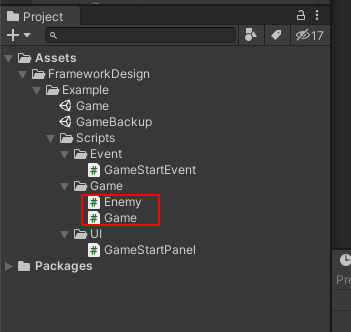 Project
17
Assets
FrameworkDesign
Example
Game
GameBackup
Scripts
Event
GameStartEvent
Game
Enemy
Game
UI
GameStartPanel
Packages
Pre